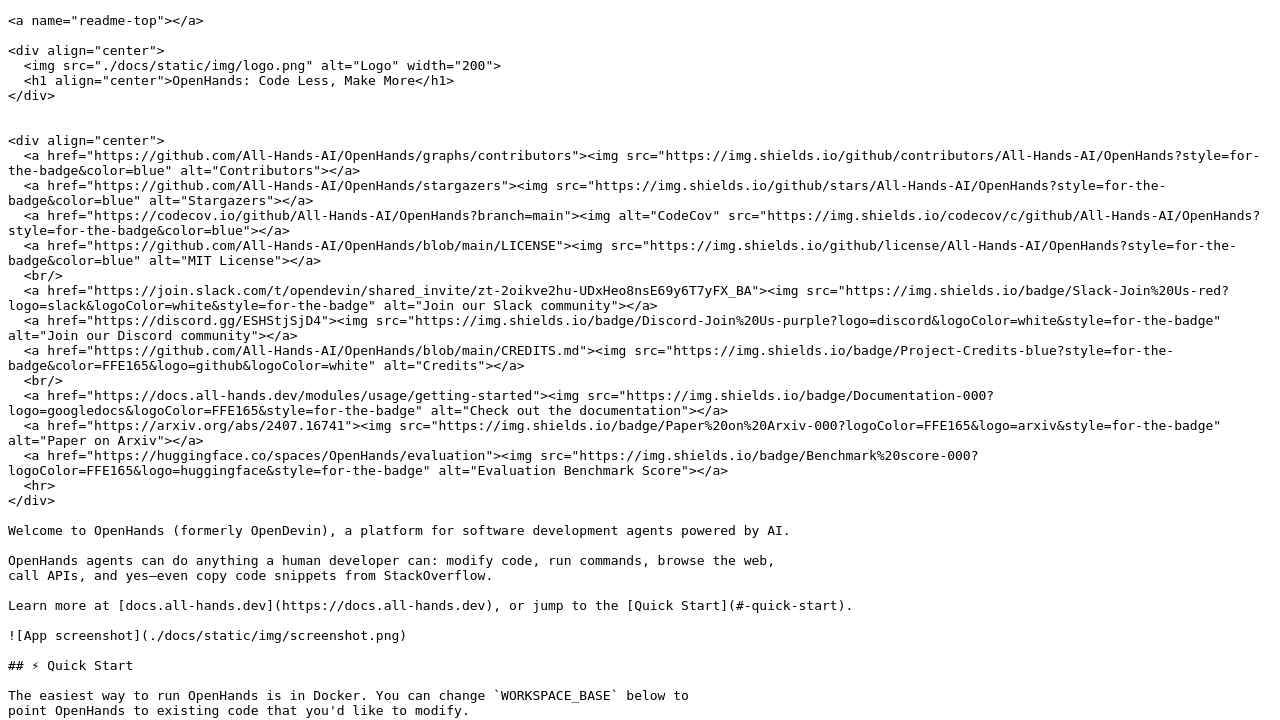 <a name="readme-top"></a>

<div align="center">
  <img src="./docs/static/img/logo.png" alt="Logo" width="200">
  <h1 align="center">OpenHands: Code Less, Make More</h1>
</div>


<div align="center">
  <a href="https://github.com/All-Hands-AI/OpenHands/graphs/contributors"><img src="https://img.shields.io/github/contributors/All-Hands-AI/OpenHands?style=for-
the-badge&color=blue" alt="Contributors"></a>
  <a href="https://github.com/All-Hands-AI/OpenHands/stargazers"><img src="https://img.shields.io/github/stars/All-Hands-AI/OpenHands?style=for-the-
badge&color=blue" alt="Stargazers"></a>
  <a href="https://codecov.io/github/All-Hands-AI/OpenHands?branch=main"><img alt="CodeCov" src="https://img.shields.io/codecov/c/github/All-Hands-AI/OpenHands?
style=for-the-badge&color=blue"></a>
  <a href="https://github.com/All-Hands-AI/OpenHands/blob/main/LICENSE"><img src="https://img.shields.io/github/license/All-Hands-AI/OpenHands?style=for-the-
badge&color=blue" alt="MIT License"></a>
  <br/>
  <a href="https://join.slack.com/t/opendevin/shared_invite/zt-2oikve2hu-UDxHeo8nsE69y6T7yFX_BA"><img src="https://img.shields.io/badge/Slack-Join%20Us-red?
logo=slack&logoColor=white&style=for-the-badge" alt="Join our Slack community"></a>
  <a href="https://discord.gg/ESHStjSjD4"><img src="https://img.shields.io/badge/Discord-Join%20Us-purple?logo=discord&logoColor=white&style=for-the-badge"
alt="Join our Discord community"></a>
  <a href="https://github.com/All-Hands-AI/OpenHands/blob/main/CREDITS.md"><img src="https://img.shields.io/badge/Project-Credits-blue?style=for-the-
badge&color=FFE165&logo=github&logoColor=white" alt="Credits"></a>
  <br/>
  <a href="https://docs.all-hands.dev/modules/usage/getting-started"><img src="https://img.shields.io/badge/Documentation-000?
logo=googledocs&logoColor=FFE165&style=for-the-badge" alt="Check out the documentation"></a>
  <a href="https://arxiv.org/abs/2407.16741"><img src="https://img.shields.io/badge/Paper%20on%20Arxiv-000?logoColor=FFE165&logo=arxiv&style=for-the-badge"
alt="Paper on Arxiv"></a>
  <a href="https://huggingface.co/spaces/OpenHands/evaluation"><img src="https://img.shields.io/badge/Benchmark%20score-000?
logoColor=FFE165&logo=huggingface&style=for-the-badge" alt="Evaluation Benchmark Score"></a>
  <hr>
</div>

Welcome to OpenHands (formerly OpenDevin), a platform for software development agents powered by AI.

OpenHands agents can do anything a human developer can: modify code, run commands, browse the web,
call APIs, and yes—even copy code snippets from StackOverflow.

Learn more at [docs.all-hands.dev](https://docs.all-hands.dev), or jump to the [Quick Start](#-quick-start).

![App screenshot](./docs/static/img/screenshot.png)

## ⚡ Quick Start

The easiest way to run OpenHands is in Docker. You can change `WORKSPACE_BASE` below to
point OpenHands to existing code that you'd like to modify.